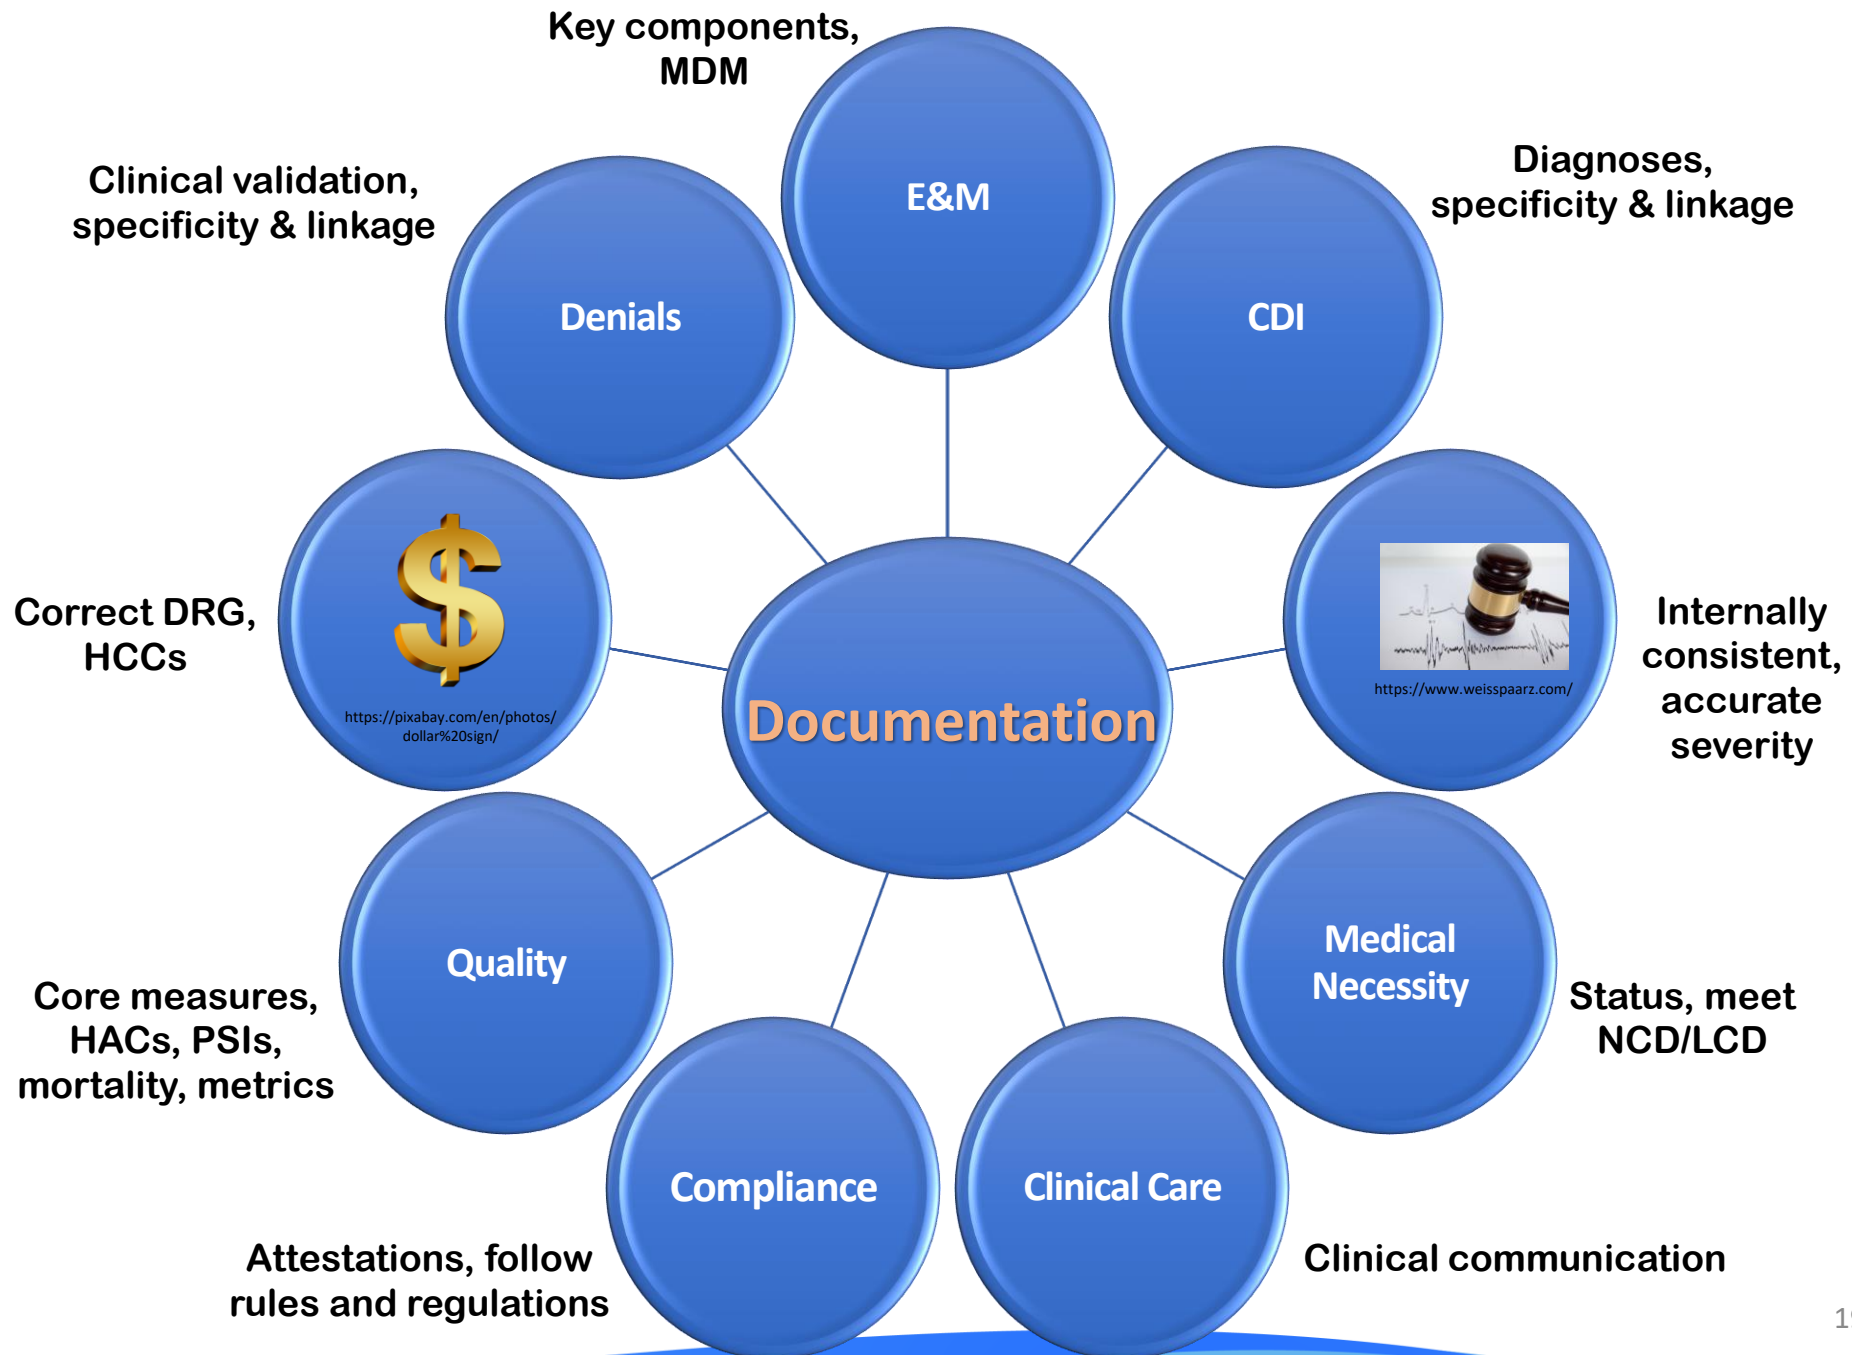 Key components,
MDM
E&M
Diagnoses,
specificity & linkage
CDI
Clinical validation,
specificity & linkage
Denials
Correct DRG,
HCCs
$
https://pixabay.com/en/photos/
dollar%20sign/
Documentation
https://www.weisspaarz.com/
Internally
consistent,
accurate
severity
Quality
Core measures,
HACs, PSIs,
mortality, metrics
Medical
Necessity
Status, meet
NCD/LCD
Compliance
Attestations, follow
rules and regulations
Clinical Care
Clinical communication